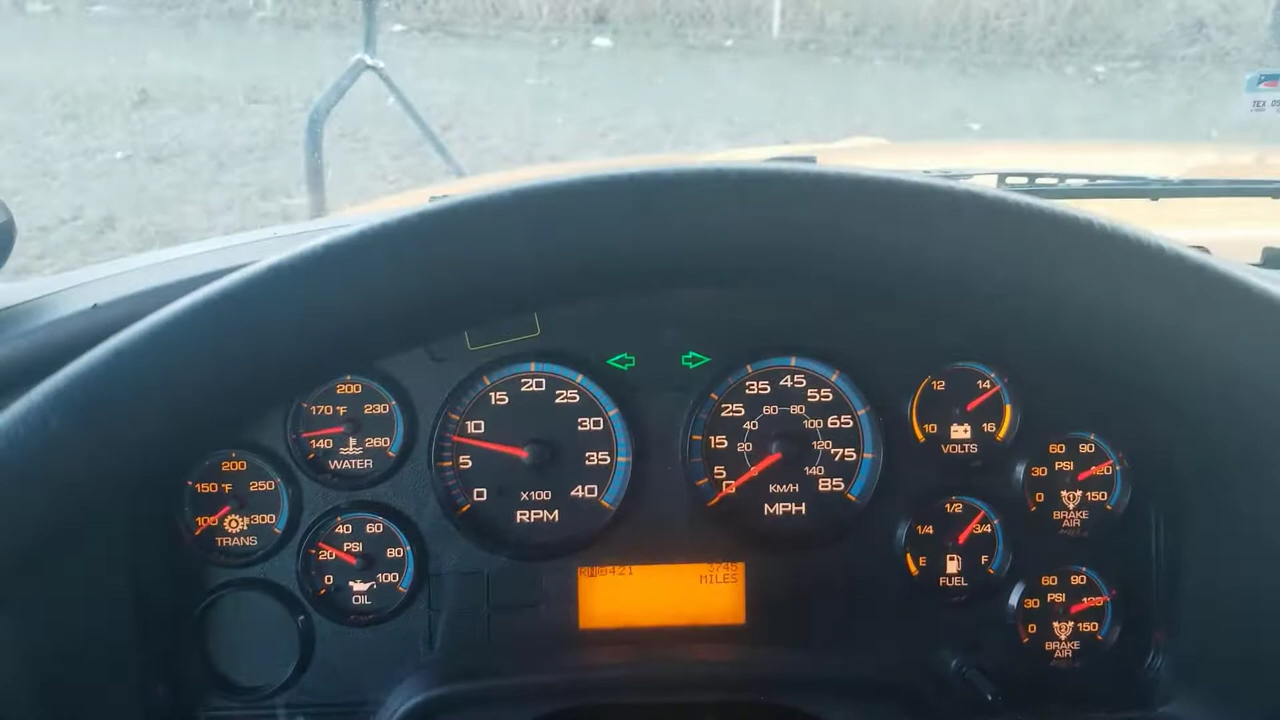 TEX
200
170 °F 230
140 260
WATER
200
150 °F 250
100 300
TRANS
40 60
PSI
20 80
0 100
OIL
20
15 25
10 30
5 35
0 40
X100
RPM
45
35 55
25 65
15 75
5 85
0
60 80
40 100
20 120
140
KM/H
MPH
12 14
10 16
VOLTS
1/2
1/4 3/4
E F
FUEL
60 90
PSI
30 120
0 150
1
BRAKE
AIR
60 90
PSI
30 120
0 150
2
BRAKE
AIR
3745
MILES